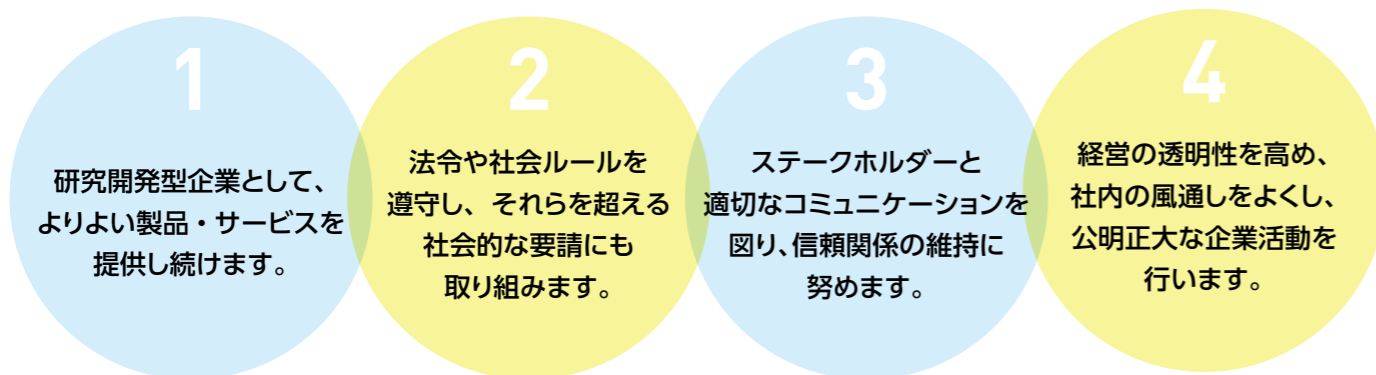 1
研究開発型企業として、
よりよい製品・サービスを
提供し続けます。
2
法令や社会ルールを
遵守し、それらを超える
社会的な要請にも
取り組みます。
3
ステークホルダーと
適切なコミュニケーションを
図り、信頼関係の維持に
努めます。
4
経営の透明性を高め、
社内の風通しをよくし、
公明正大な企業活動を
行います。